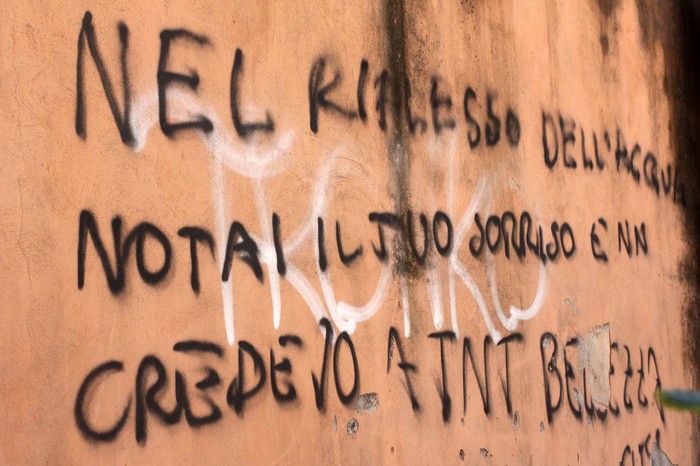 NEL RIFLESSO DELL'ACQUA
NOTAI IL TUO SORRISO E NN
CREDEVO A TNT BELLEZZA